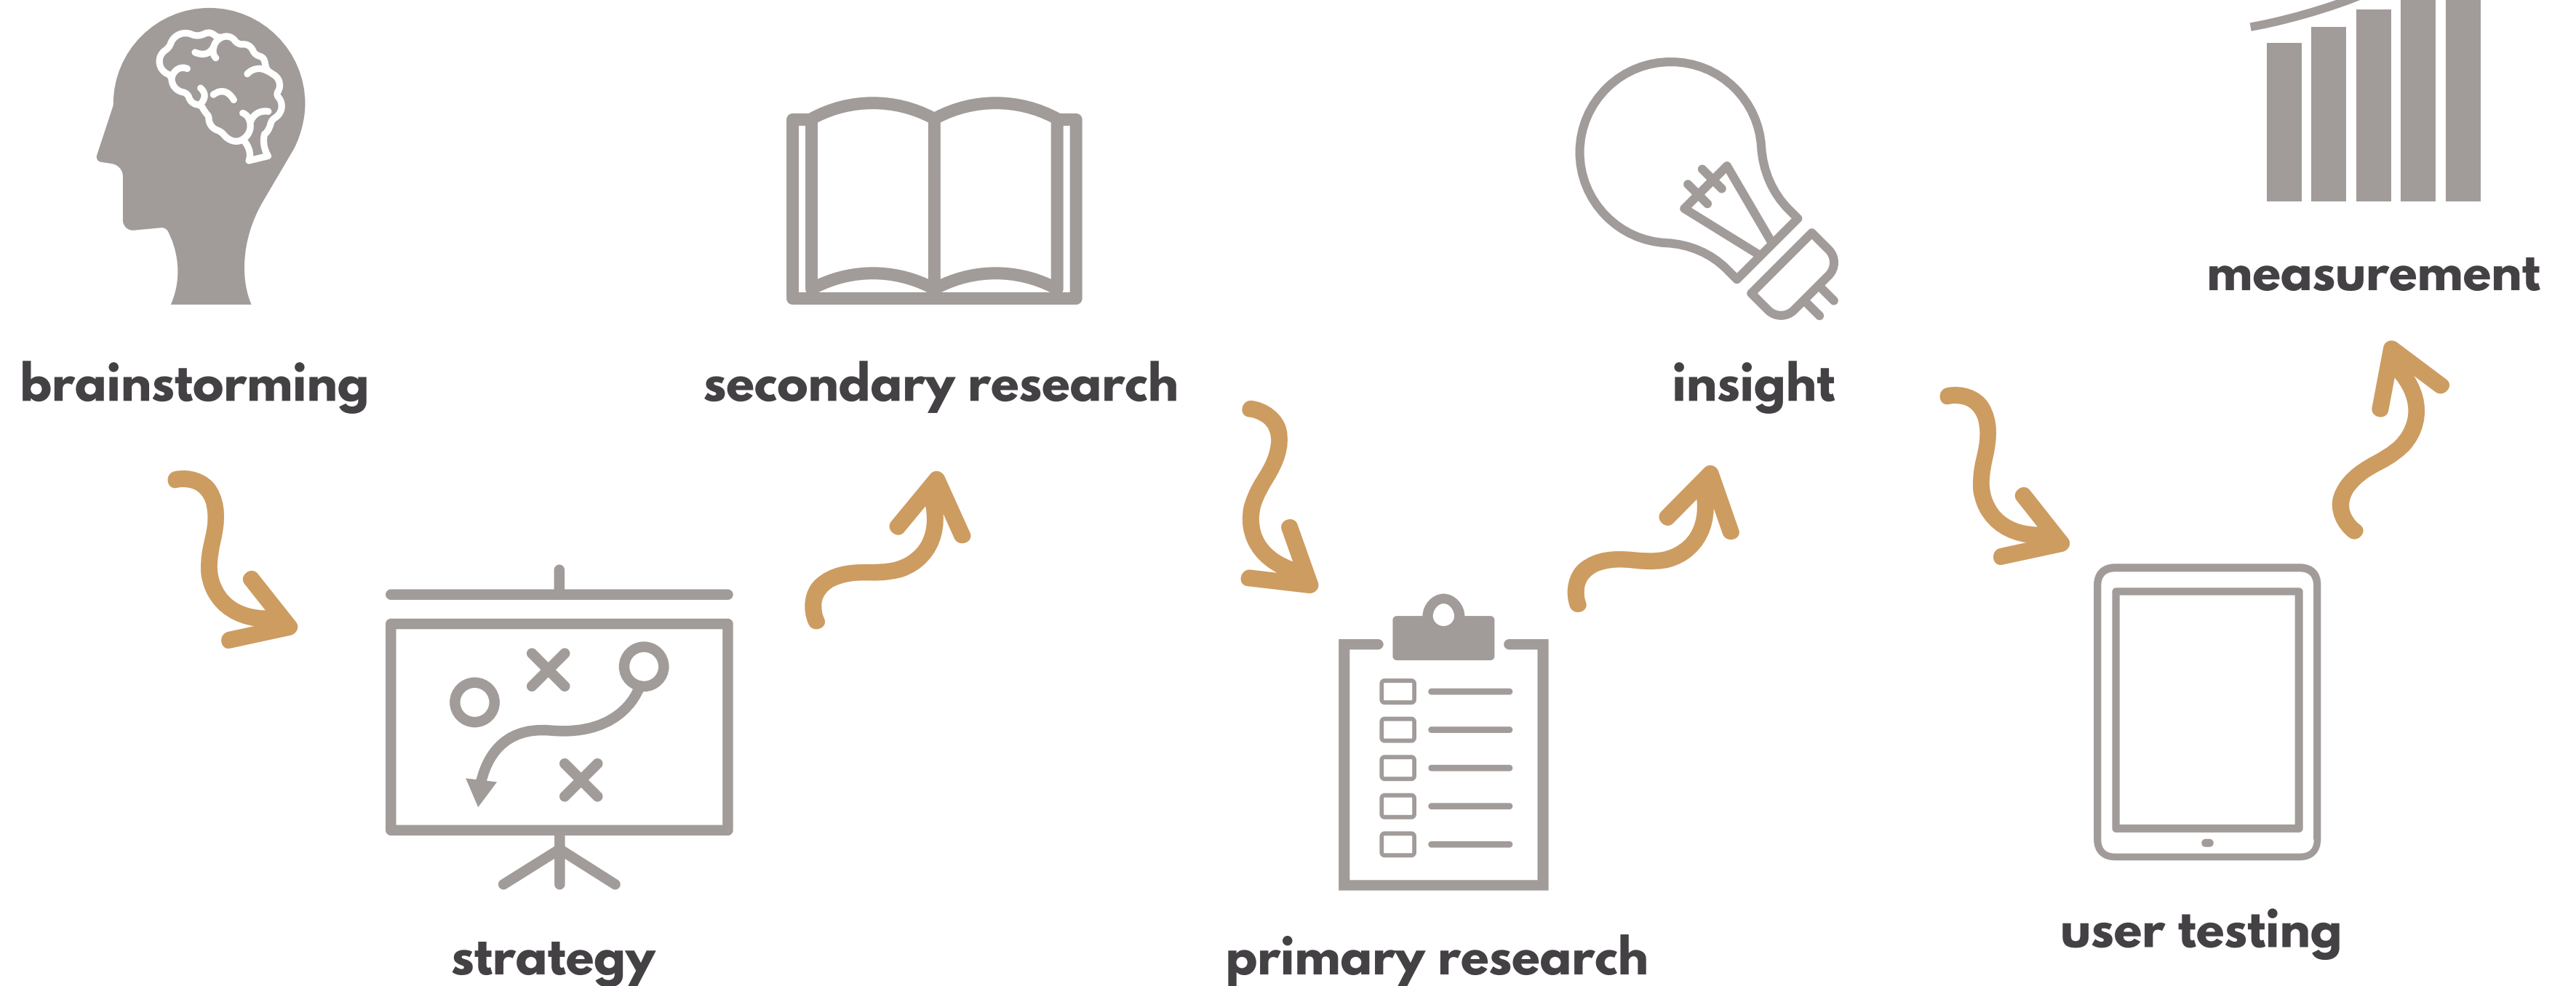 brainstorming
strategy
secondary research
primary research
insight
user testing
measurement